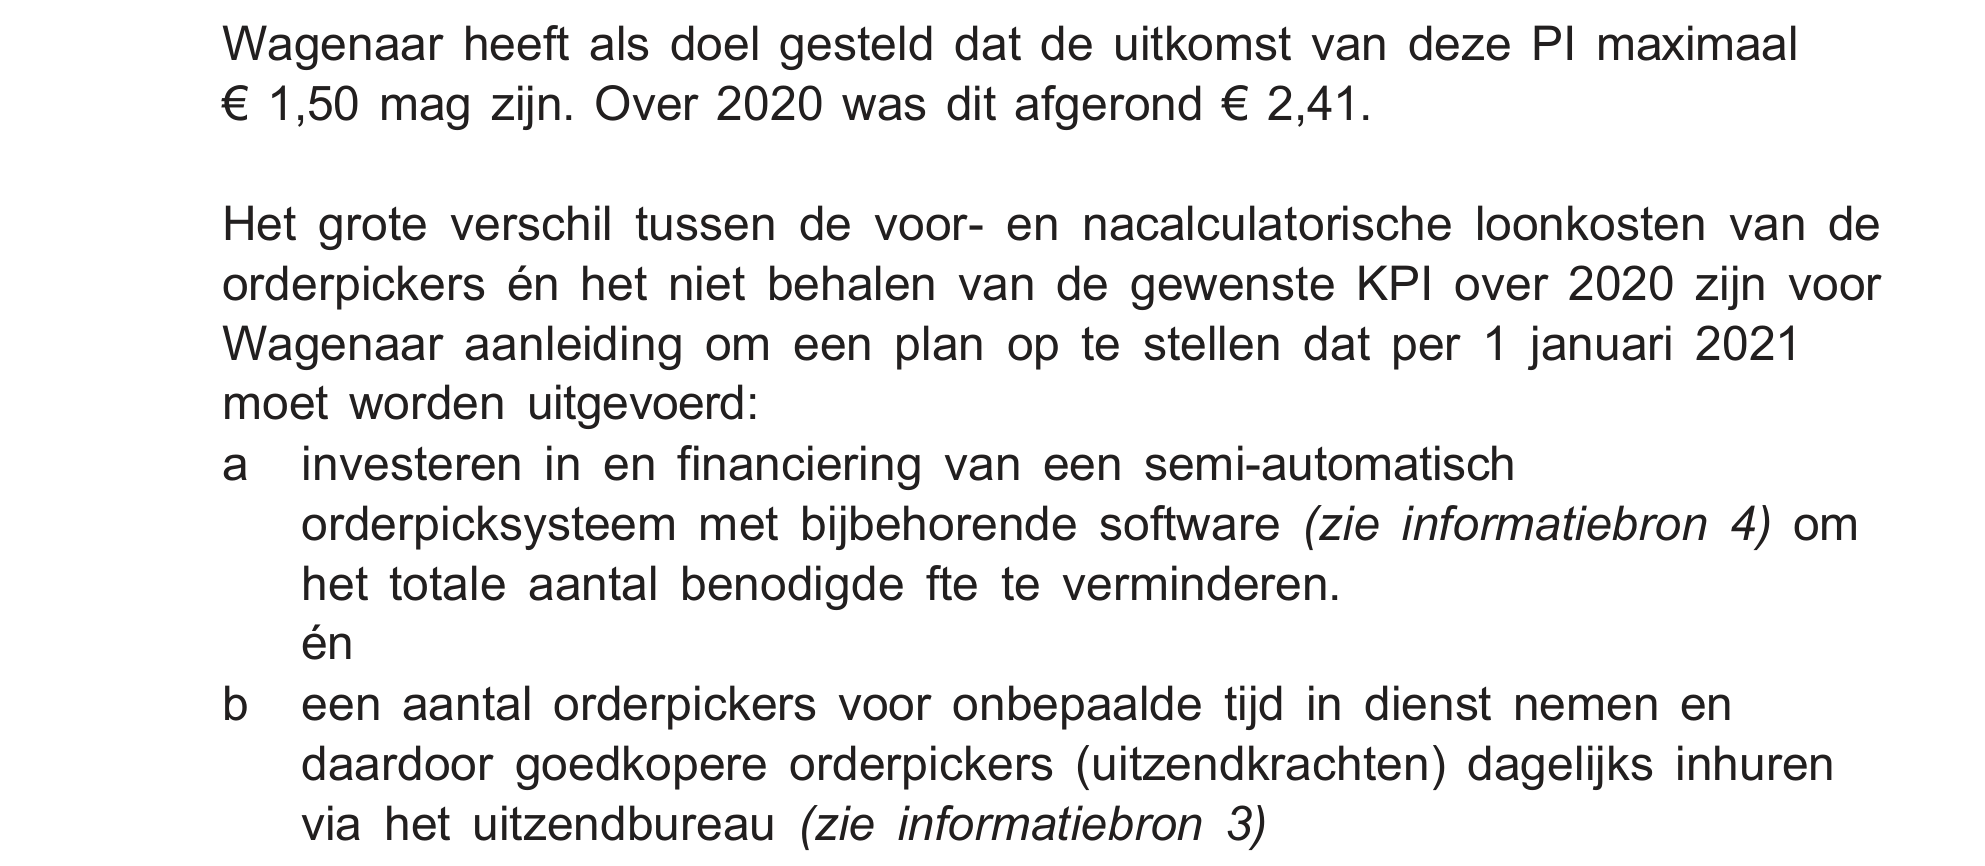 Wagenaar heeft als doel gesteld dat de uitkomst van deze PI maximaal
€ 1,50 mag zijn. Over 2020 was dit afgerond € 2,41.
Het grote verschil tussen de voor- en nacalculatorische loonkosten van de
orderpickers én het niet behalen van de gewenste KPI over 2020 zijn voor
Wagenaar aanleiding om een plan op te stellen dat per 1 januari 2021
moet worden uitgevoerd:
a investeren in en financiering van een semi-automatisch
orderpicksysteem met bijbehorende software (zie informatiebron 4) om
het totale aantal benodigde fte te verminderen.
én
b een aantal orderpickers voor onbepaalde tijd in dienst nemen en
daardoor goedkopere orderpickers (uitzendkrachten) dagelijks inhuren
via het uitzendbureau (zie informatiebron 3)